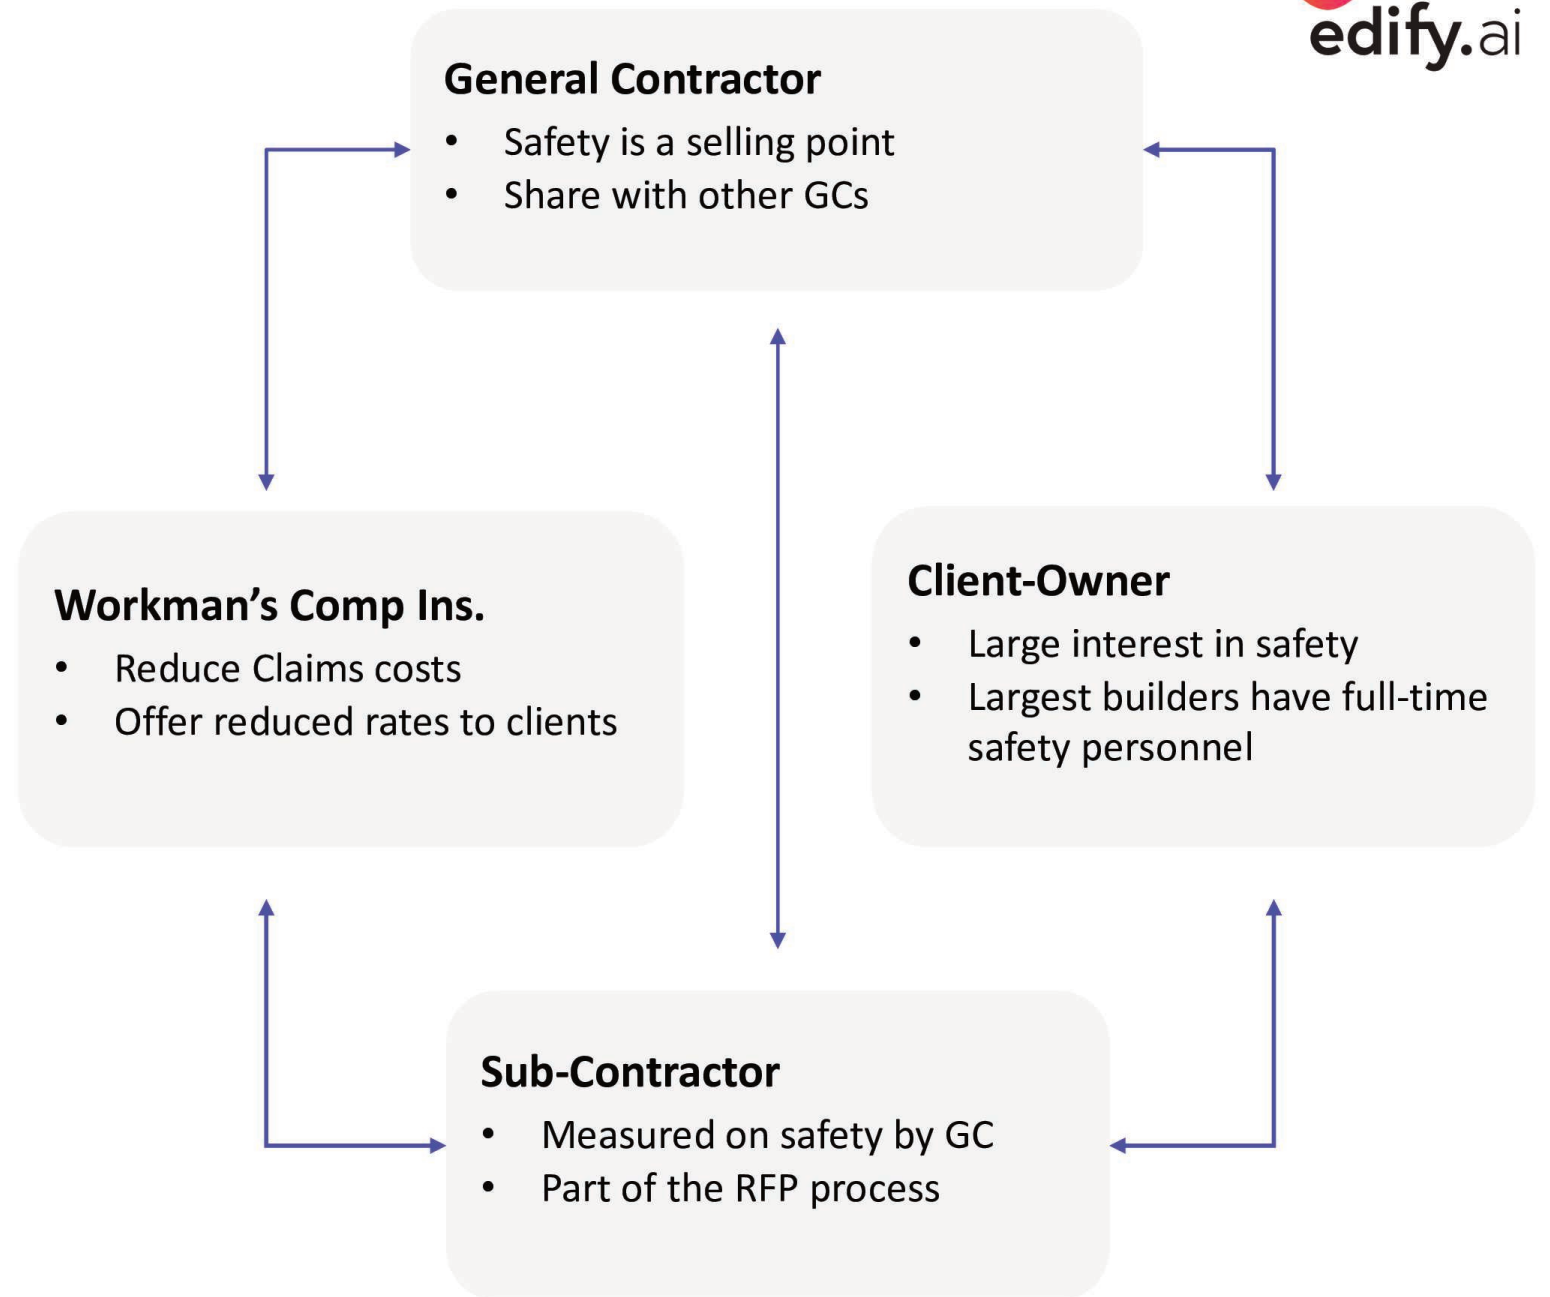 edify.ai
General Contractor
• Safety is a selling point
• Share with other GCs
Workman’s Comp Ins.
• Reduce Claims costs
• Offer reduced rates to clients
Client-Owner
• Large interest in safety
• Largest builders have full-time
safety personnel
Sub-Contractor
• Measured on safety by GC
• Part of the RFP process